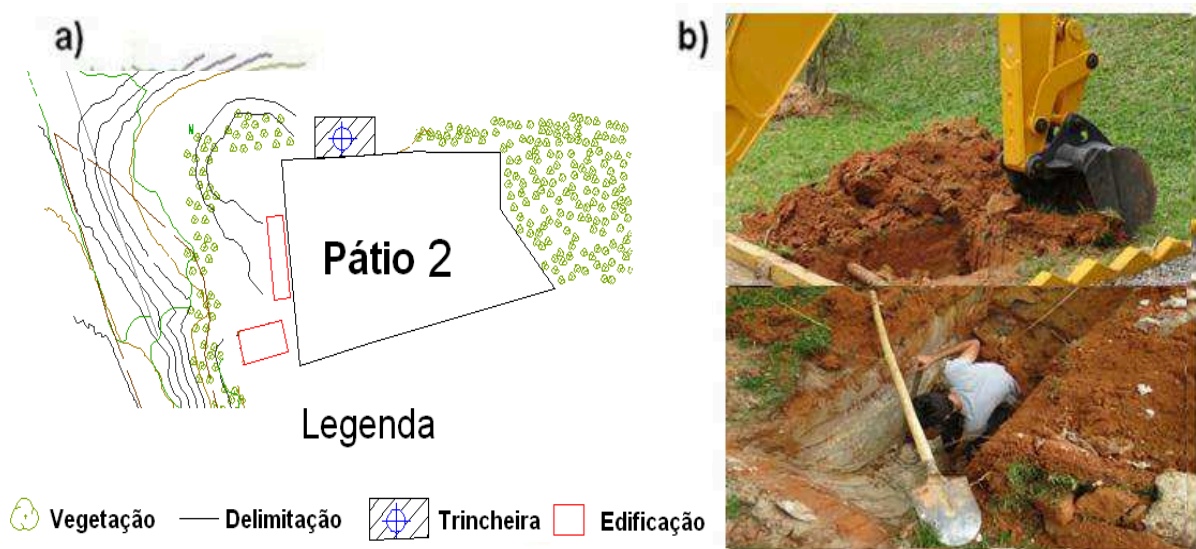 a)
b)
N
Pátio 2
Legenda
Vegetação
Delimitação
Trincheira
Edificação